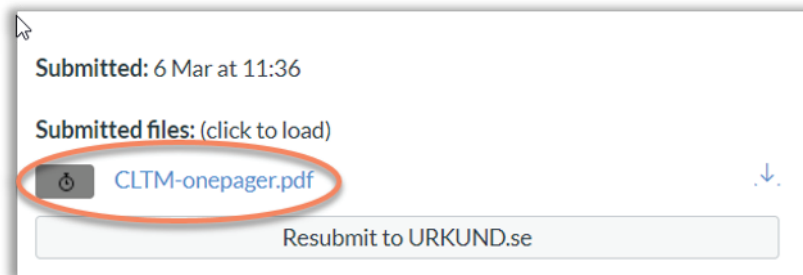 Submitted: 6 Mar at 11:36
Submitted files: (click to load)
CLTM-onepager.pdf
Resubmit to URKUND.se